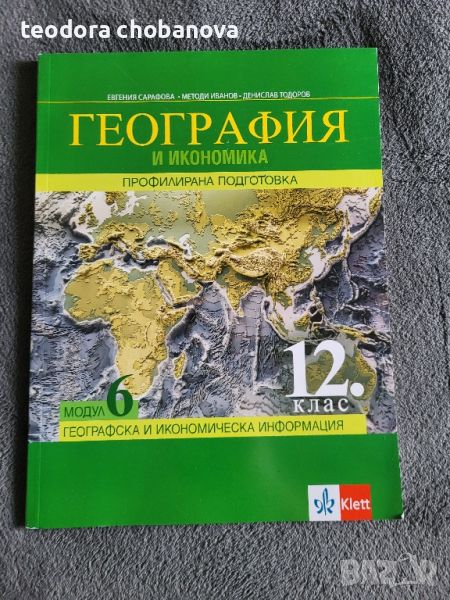 teodora chobanova
ЕВГЕНИЯ САРАФОВА • МЕТОДИ ИВАНОВ • ДЕНИСЛАВ ТОДОРОВ
ГЕОГРАФИЯ
И ИКОНОМИКА
ПРОФИЛИРАНА ПОДГОТОВКА
12.
клас
МОДУЛ 6
ГЕОГРАФСКА И ИКОНОМИЧЕСКА ИНФОРМАЦИЯ
Klett
BAZAR